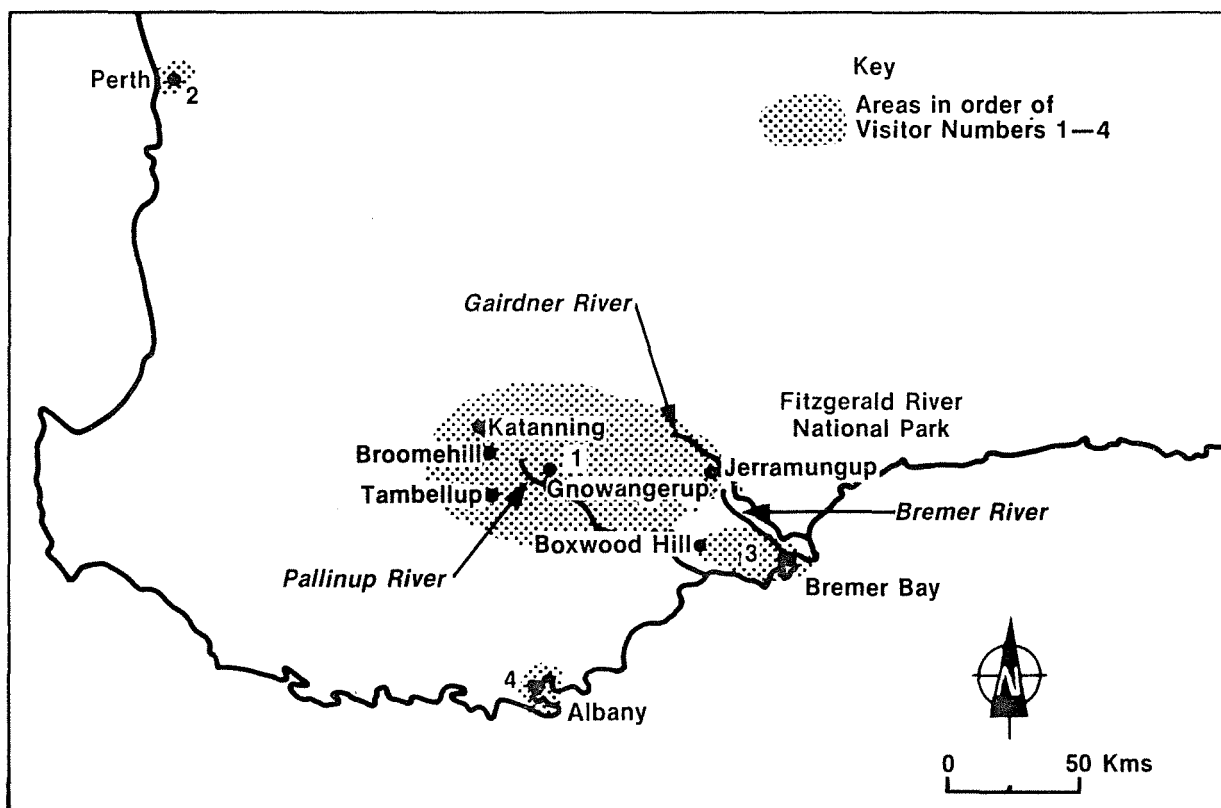 Perth
2
Key
Areas in order of
Visitor Numbers 1—4
Gairdner River
Fitzgerald River
National Park
Katanning
Broomehill
1
Jerramungup
Tambellup
Gnowangerup
Bremer River
Boxwood Hill
3
Pallinup River
Bremer Bay
4
Albany
N
0 50 Kms